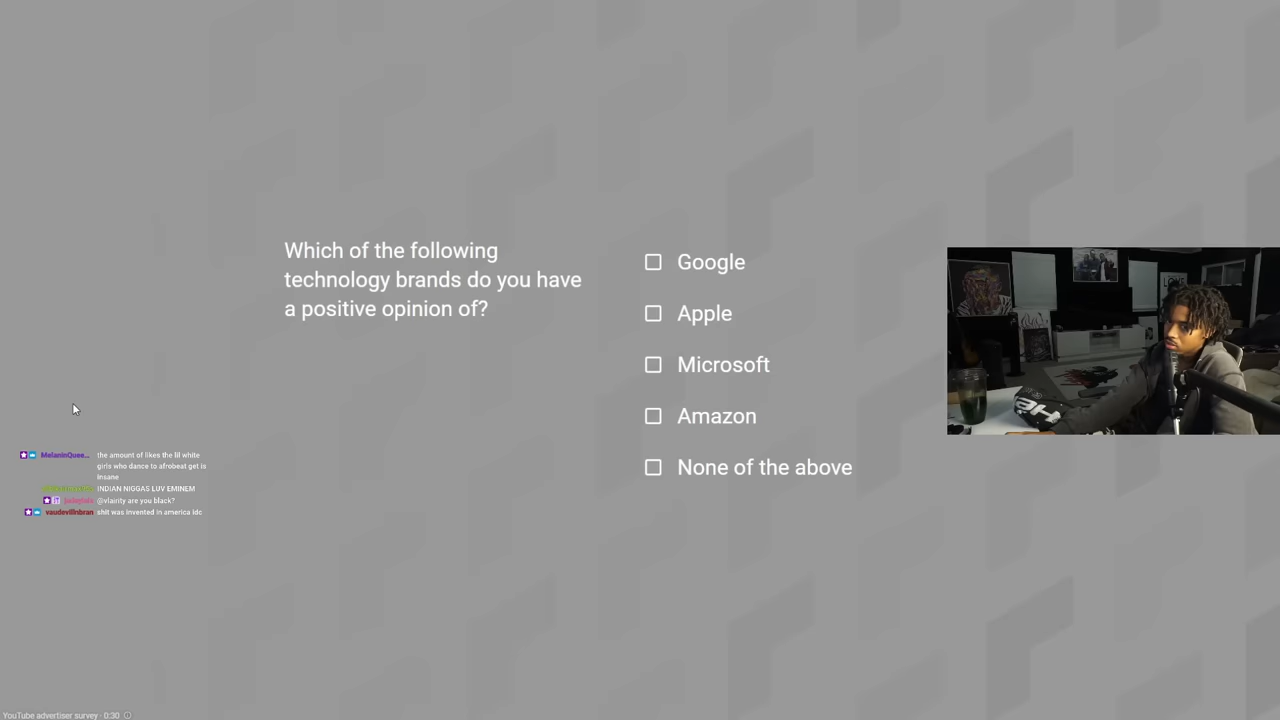 Which of the following
technology brands do you have
a positive opinion of?
Google
Apple
Microsoft
Amazon
None of the above
MelaninQuee... the amount of likes the lil white
girls who dance to afrobeat get is
insane
INDIAN NIGGAS LUV EMINEM
@vlainty are you black?
vaudevillnbran shit was invented in america idc
YouTube advertiser survey · 0:30